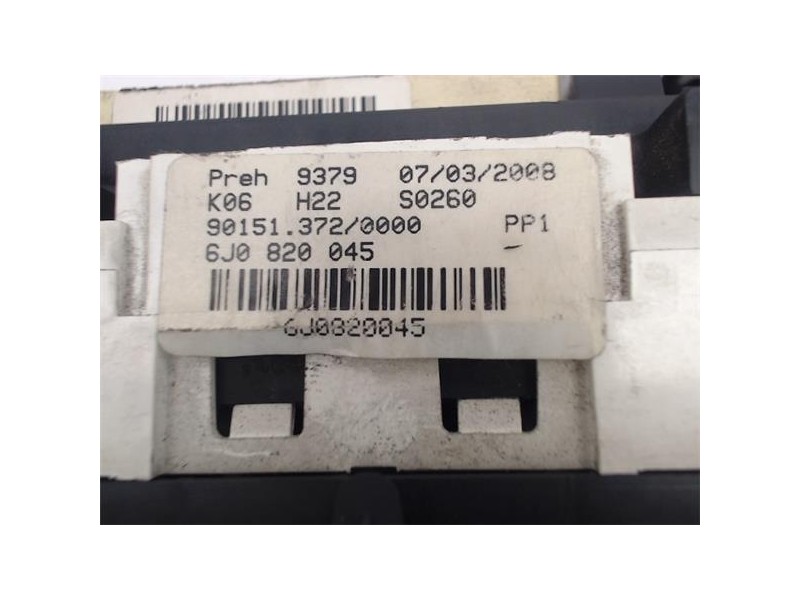 Preh 9379 07/03/2008
K06 H22 S0260
90151.372/0000 PP1
6J0 820 045
6J0820045